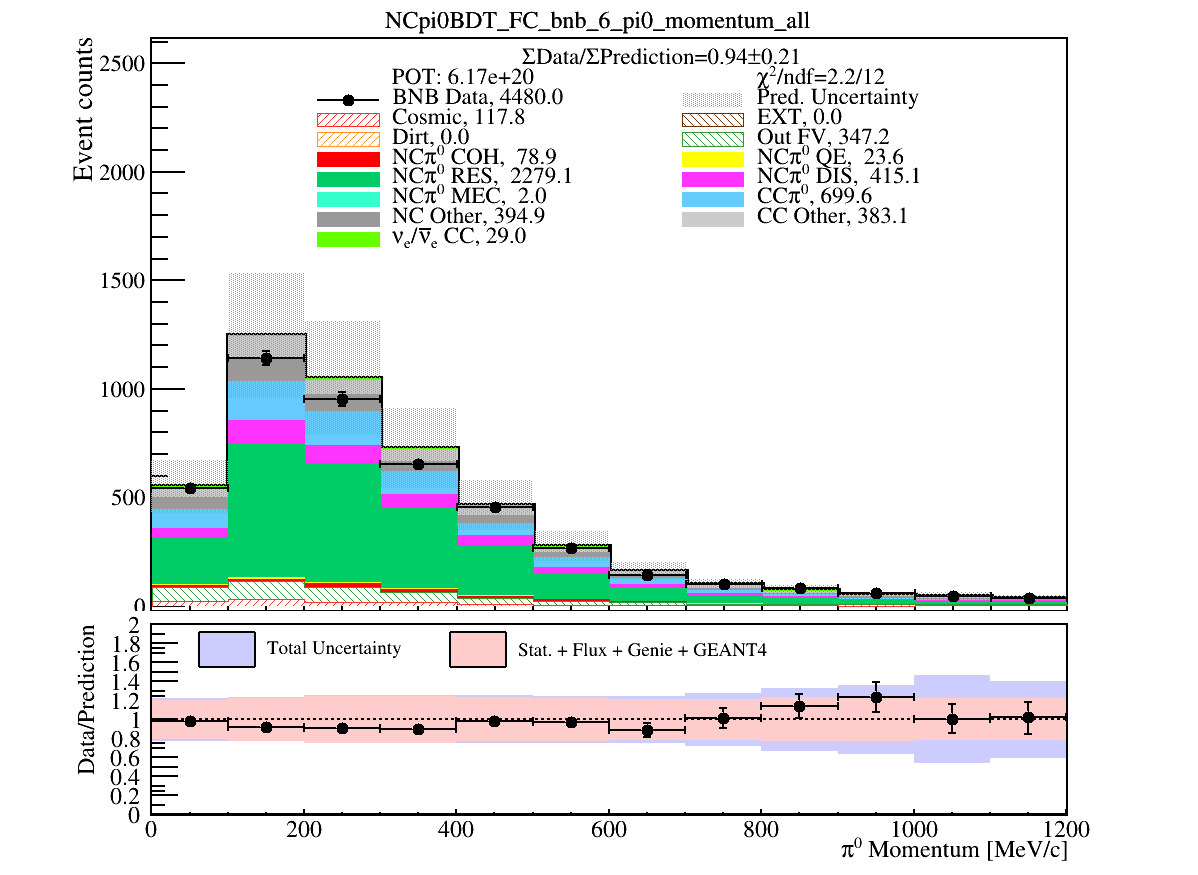 NCpi0BDT_FC_bnb_6_pi0_momentum_all
ΣData/ΣPrediction=0.94±0.21
POT: 6.17e+20
χ²/ndf=2.2/12
BNB Data, 4480.0
Pred. Uncertainty
Cosmic, 117.8
EXT, 0.0
Dirt, 0.0
Out FV, 347.2
NCπ⁰ COH, 78.9
NCπ⁰ QE, 23.6
NCπ⁰ RES, 2279.1
NCπ⁰ DIS, 415.1
NCπ⁰ MEC, 2.0
CCπ⁰, 699.6
NC Other, 394.9
CC Other, 383.1
νₑ/ν̅ₑ CC, 29.0
Event counts
2500
2000
1500
1000
500
0
Total Uncertainty
Stat. + Flux + Genie + GEANT4
Data/Prediction
2
1.8
1.6
1.4
1.2
1
0.8
0.6
0.4
0.2
0
0 200 400 600 800 1000 1200
π⁰ Momentum [MeV/c]